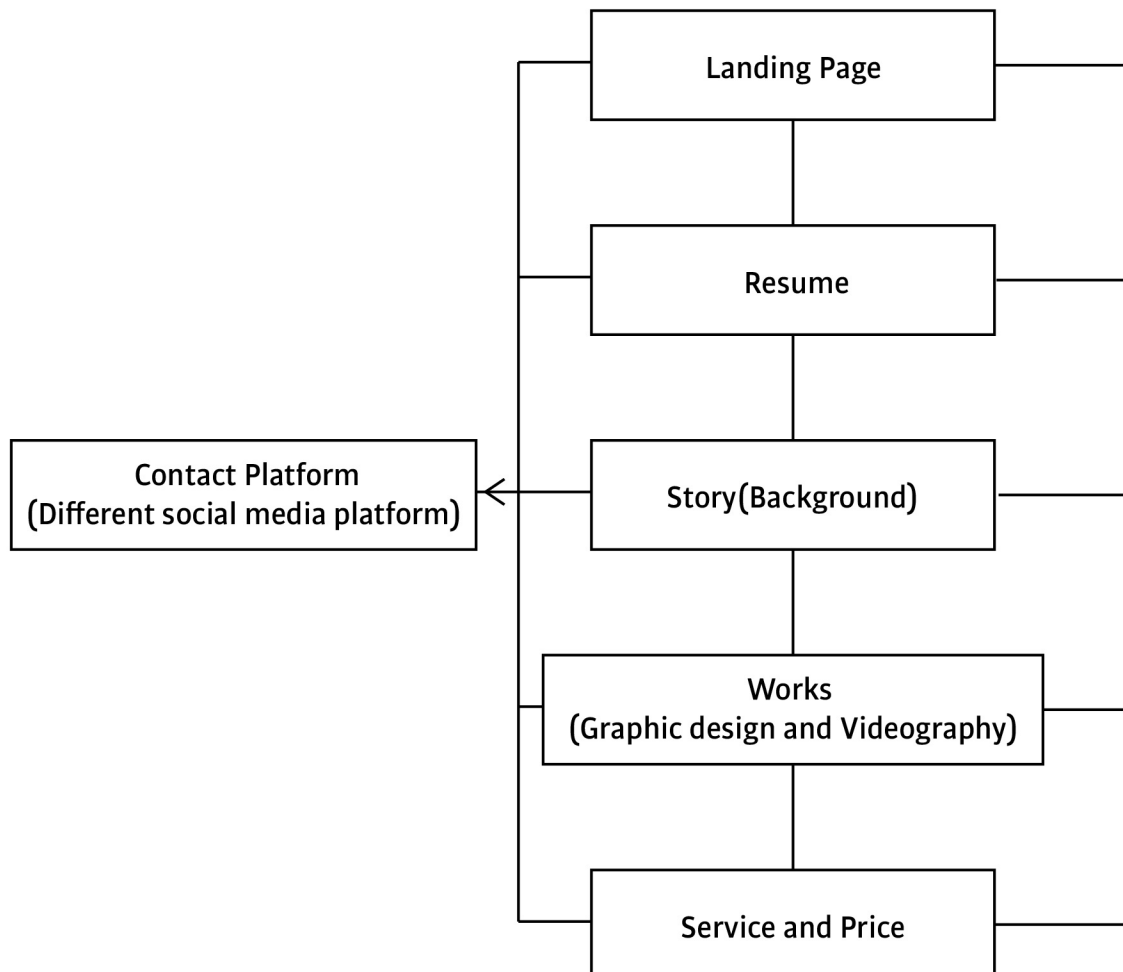 Landing Page
Resume
Contact Platform
(Different social media platform)
Story(Background)
Works
(Graphic design and Videography)
Service and Price